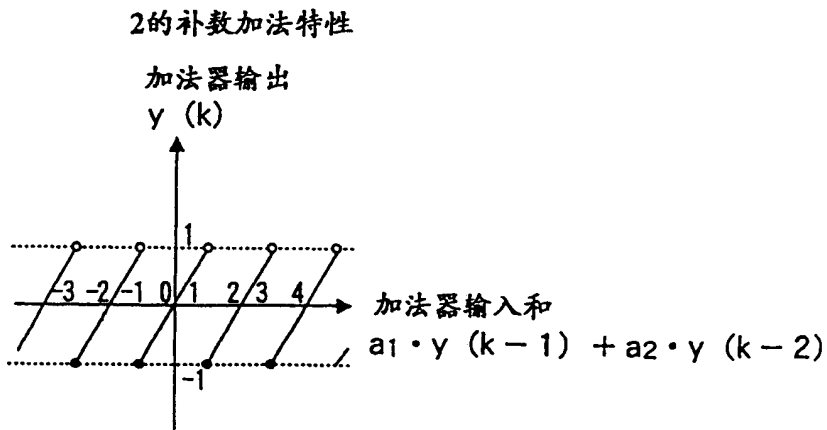 2的补数加法特性
加法器输出
y (k)
1
-3 -2 -1 0 1 2 3 4
加法器输入和
a1・y (k-1) +a2・y (k-2)
-1